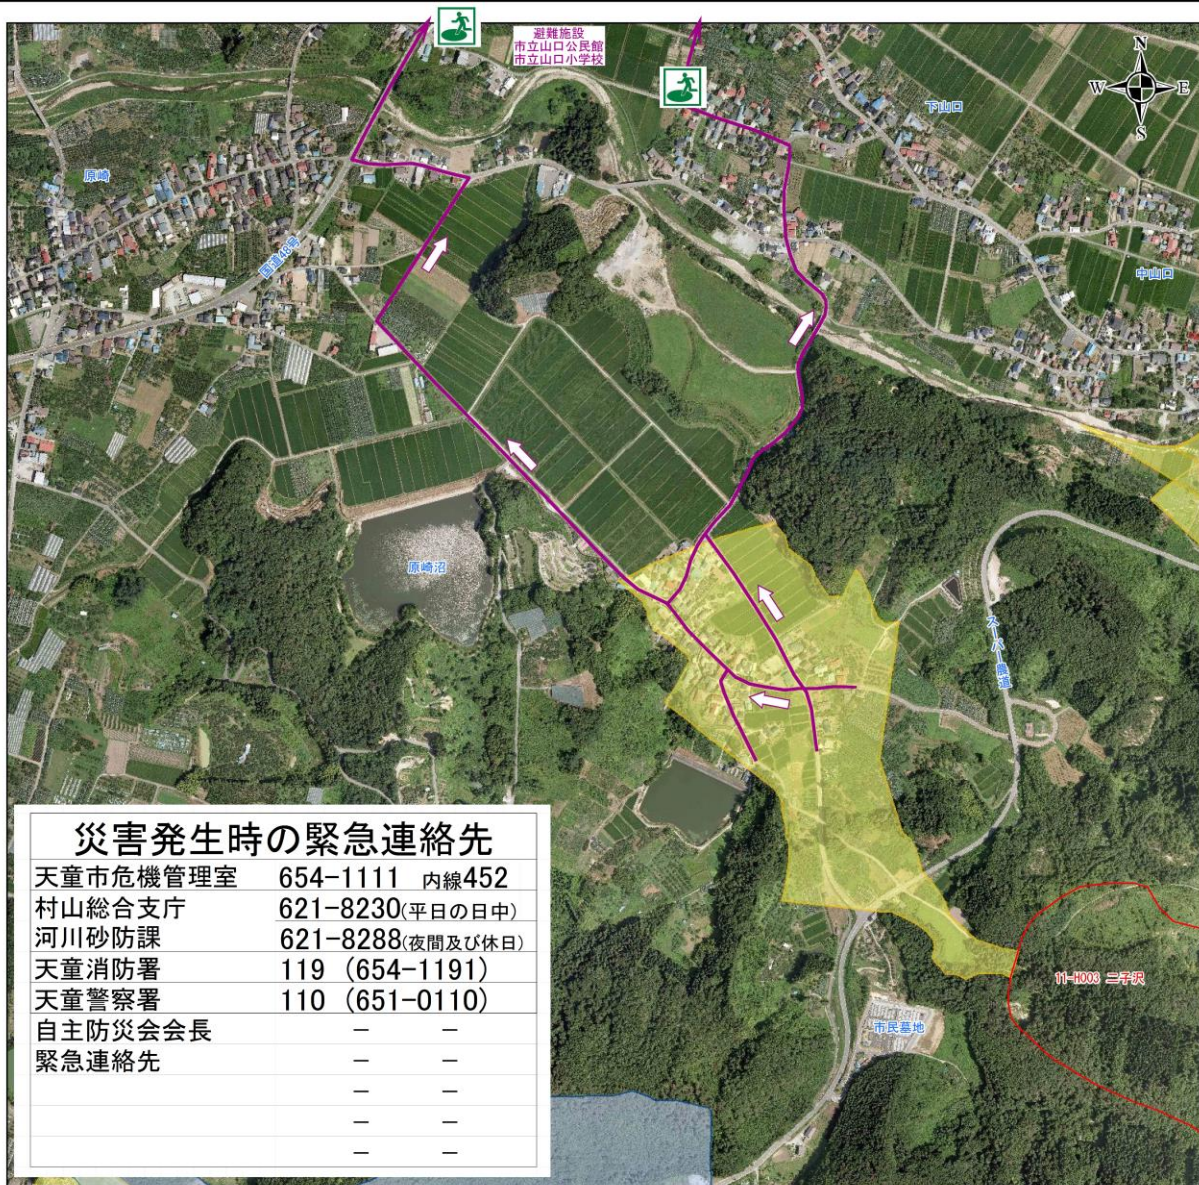 避難施設
市立山口公民館
市立山口小学校
N
W
E
S
下山口
原崎
国道48号
中山口
原崎沼
スーパー農道
災害発生時の緊急連絡先
天童市危機管理室 654-1111 内線452
村山総合支庁 621-8230(平日の日中)
河川砂防課 621-8288(夜間及び休日)
天童消防署 119 (654-1191)
天童警察署 110 (651-0110)
自主防災会会長 － －
緊急連絡先 － －
－ －
－ －
－ －
11-H003 二子沢
市民墓地